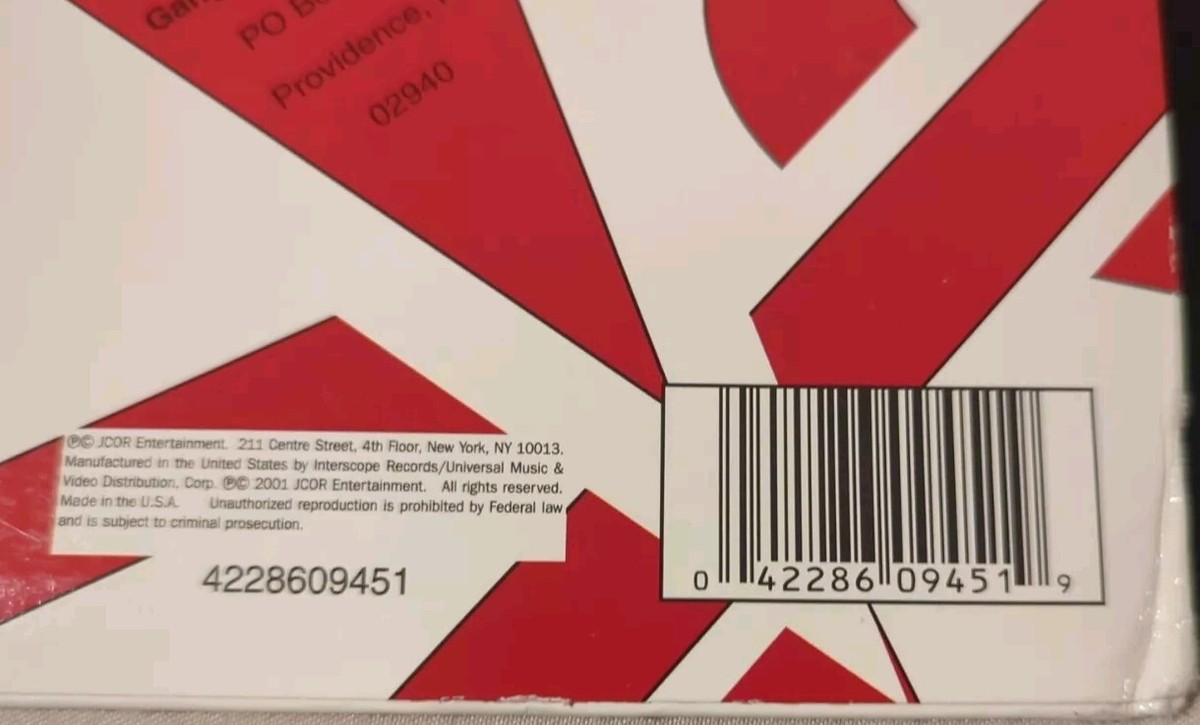 PO
Providence,
02940
℗© JCOR Entertainment. 211 Centre Street, 4th Floor, New York, NY 10013.
Manufactured in the United States by Interscope Records/Universal Music &
Video Distribution, Corp. ℗© 2001 JCOR Entertainment. All rights reserved.
Made in the U.S.A. Unauthorized reproduction is prohibited by Federal law
and is subject to criminal prosecution.
4228609451
0 42286 09451 9